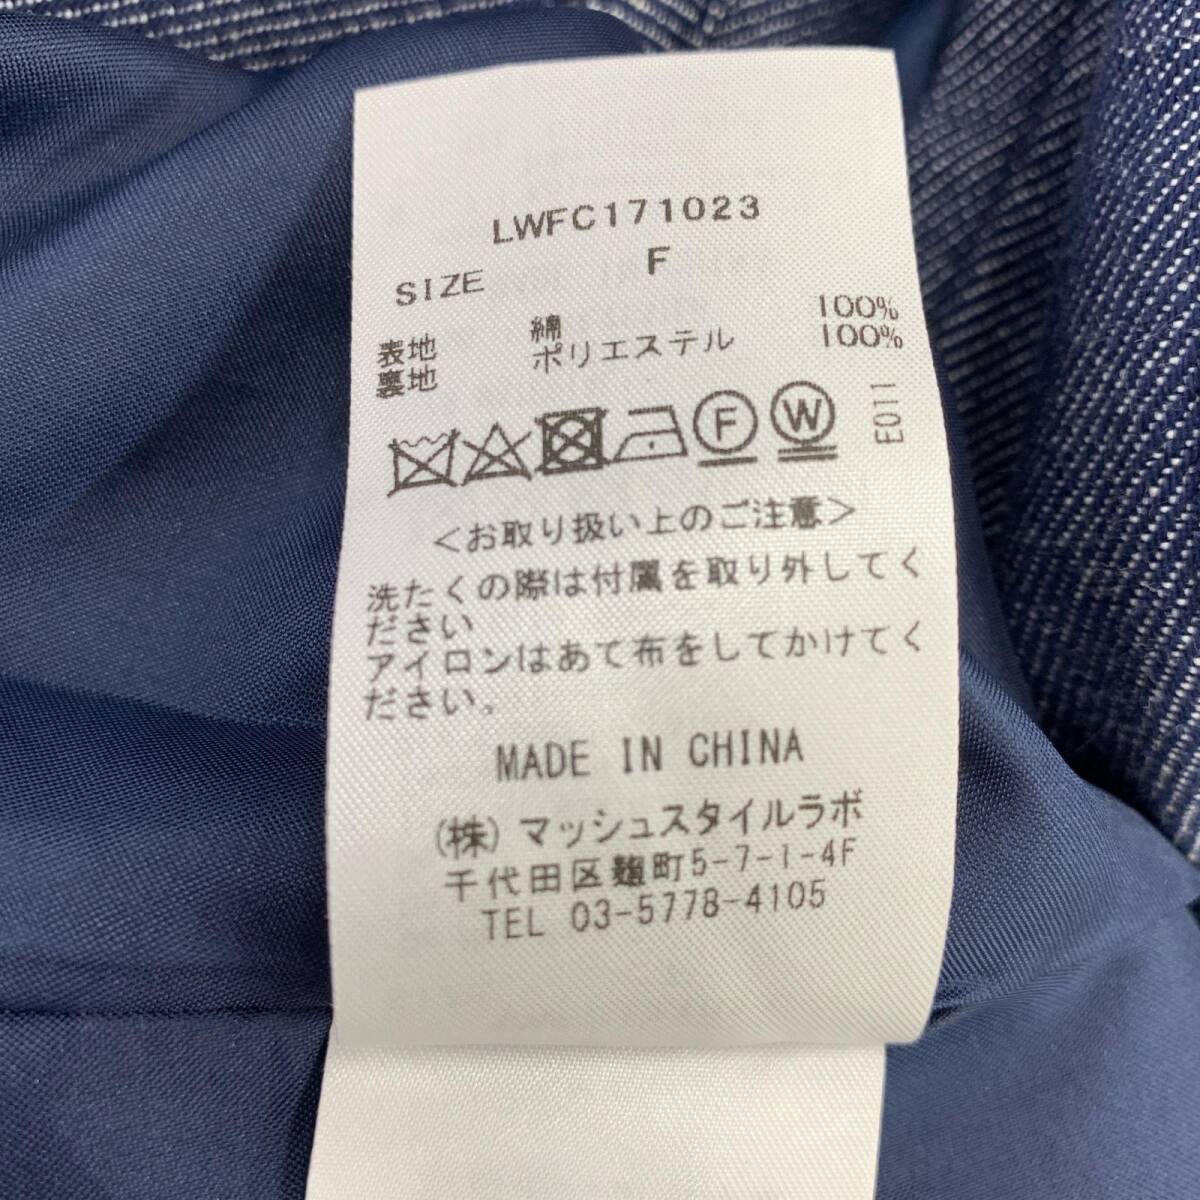 LWFC171023
SIZE F
表地 綿 100%
裏地 ポリエステル 100%
F W E011
＜お取り扱い上のご注意＞
洗たくの際は付属を取り外してく
ださい
アイロンはあて布をしてかけてく
ださい。
MADE IN CHINA
(株)マッシュスタイルラボ
千代田区麹町5-7-1-4F
TEL 03-5778-4105